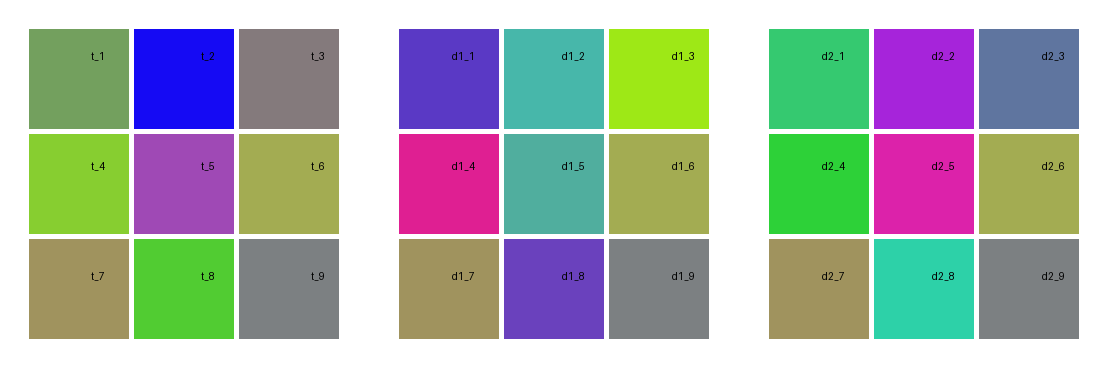 t_1 t_2 t_3 d1_1 d1_2 d1_3 d2_1 d2_2 d2_3
t_4 t_5 t_6 d1_4 d1_5 d1_6 d2_4 d2_5 d2_6
t_7 t_8 t_9 d1_7 d1_8 d1_9 d2_7 d2_8 d2_9